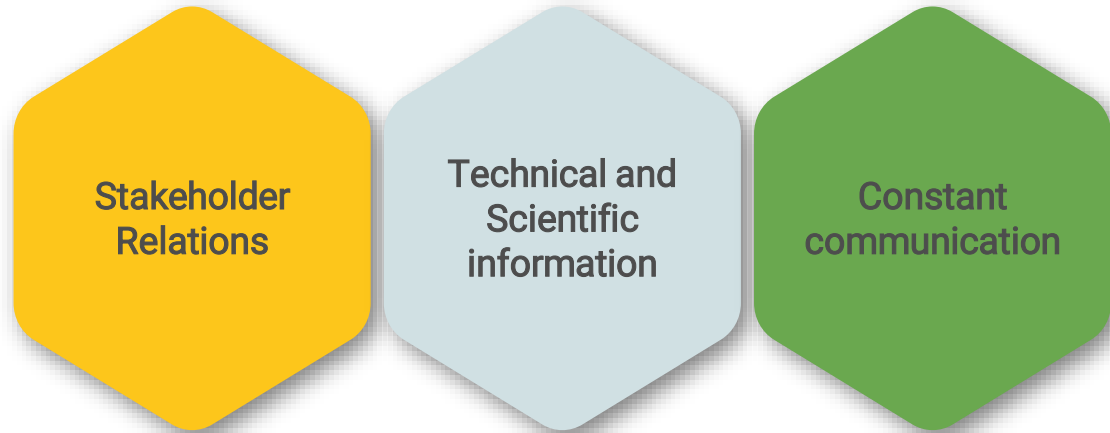 Stakeholder
Relations
Technical and
Scientific
information
Constant
communication